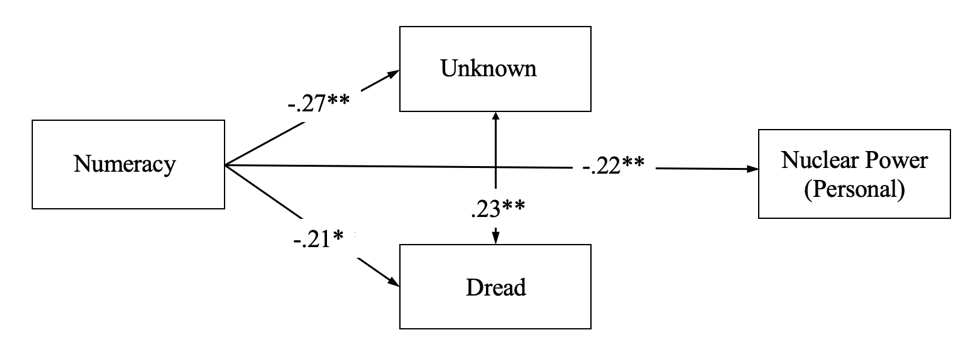 Unknown
-.27**
Numeracy
-.22**
Nuclear Power
(Personal)
.23**
-.21*
Dread